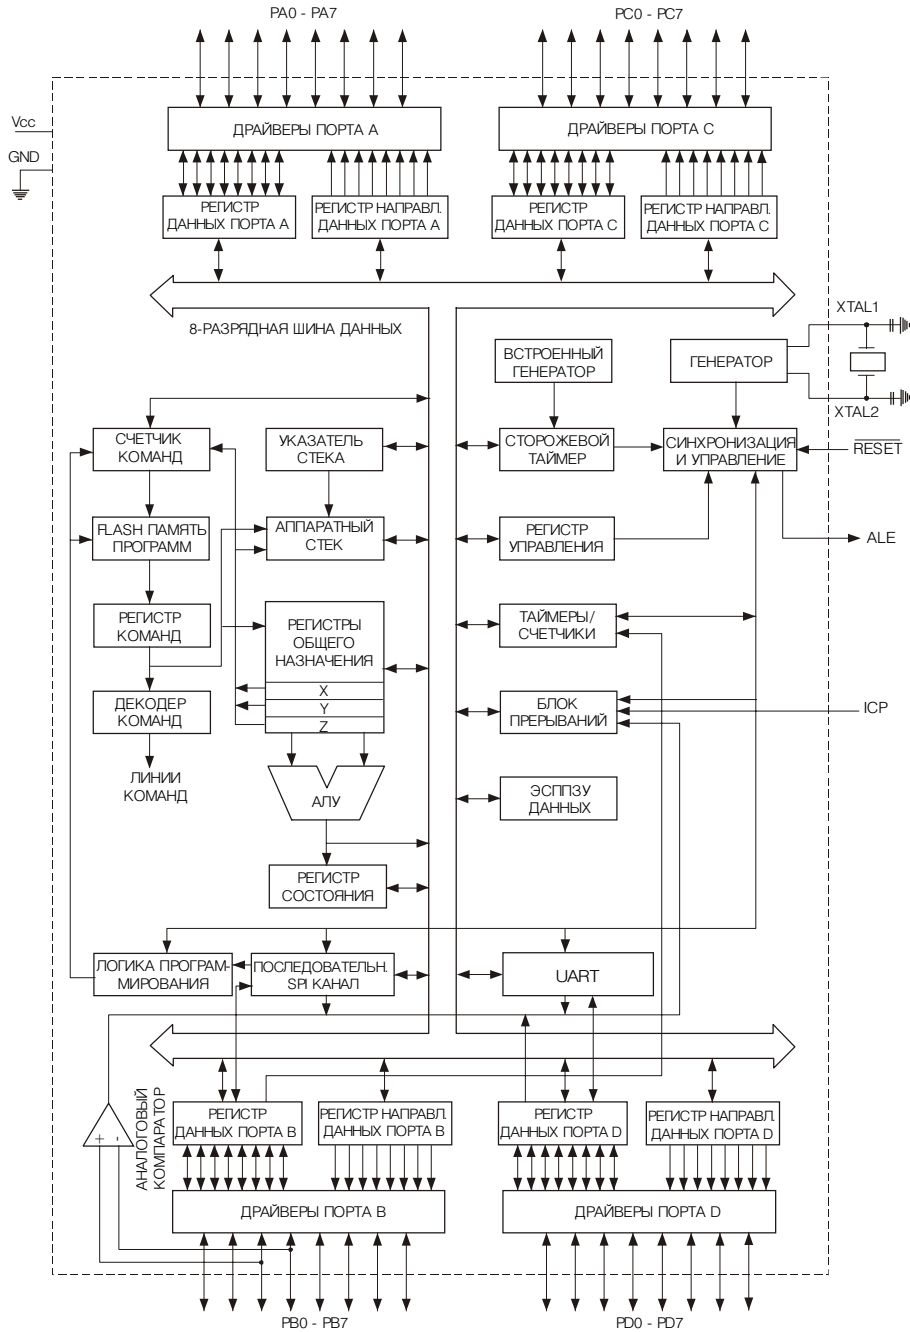 PA0 - PA7
PC0 - PC7
Vcc
GND
ДРАЙВЕРЫ ПОРТА A
ДРАЙВЕРЫ ПОРТА C
РЕГИСТР
ДАННЫХ ПОРТА A
РЕГИСТР НАПРАВЛ.
ДАННЫХ ПОРТА A
РЕГИСТР
ДАННЫХ ПОРТА C
РЕГИСТР НАПРАВЛ.
ДАННЫХ ПОРТА C
8-РАЗРЯДНАЯ ШИНА ДАННЫХ
XTAL1
ВСТРОЕННЫЙ
ГЕНЕРАТОР
ГЕНЕРАТОР
XTAL2
СЧЕТЧИК
КОМАНД
УКАЗАТЕЛЬ
СТЕКА
СТОРОЖЕВОЙ
ТАЙМЕР
СИНХРОНИЗАЦИЯ
И УПРАВЛЕНИЕ
RESET
FLASH ПАМЯТЬ
ПРОГРАММ
АППАРАТНЫЙ
СТЕК
РЕГИСТР
УПРАВЛЕНИЯ
ALE
РЕГИСТР
КОМАНД
РЕГИСТРЫ
ОБЩЕГО
НАЗНАЧЕНИЯ
X
Y
Z
ТАЙМЕРЫ/
СЧЕТЧИКИ
ДЕКОДЕР
КОМАНД
БЛОК
ПРЕРЫВАНИЙ
ICP
ЛИНИИ
КОМАНД
АЛУ
ЭСППЗУ
ДАННЫХ
РЕГИСТР
СОСТОЯНИЯ
ЛОГИКА ПРОГРАМ-
МИРОВАНИЯ
ПОСЛЕДОВАТЕЛЬН.
SPI КАНАЛ
UART
АНАЛОГОВЫЙ
КОМПАРАТОР
+ -
РЕГИСТР
ДАННЫХ ПОРТА B
РЕГИСТР НАПРАВЛ.
ДАННЫХ ПОРТА B
РЕГИСТР
ДАННЫХ ПОРТА D
РЕГИСТР НАПРАВЛ.
ДАННЫХ ПОРТА D
ДРАЙВЕРЫ ПОРТА B
ДРАЙВЕРЫ ПОРТА D
PB0 - PB7
PD0 - PD7